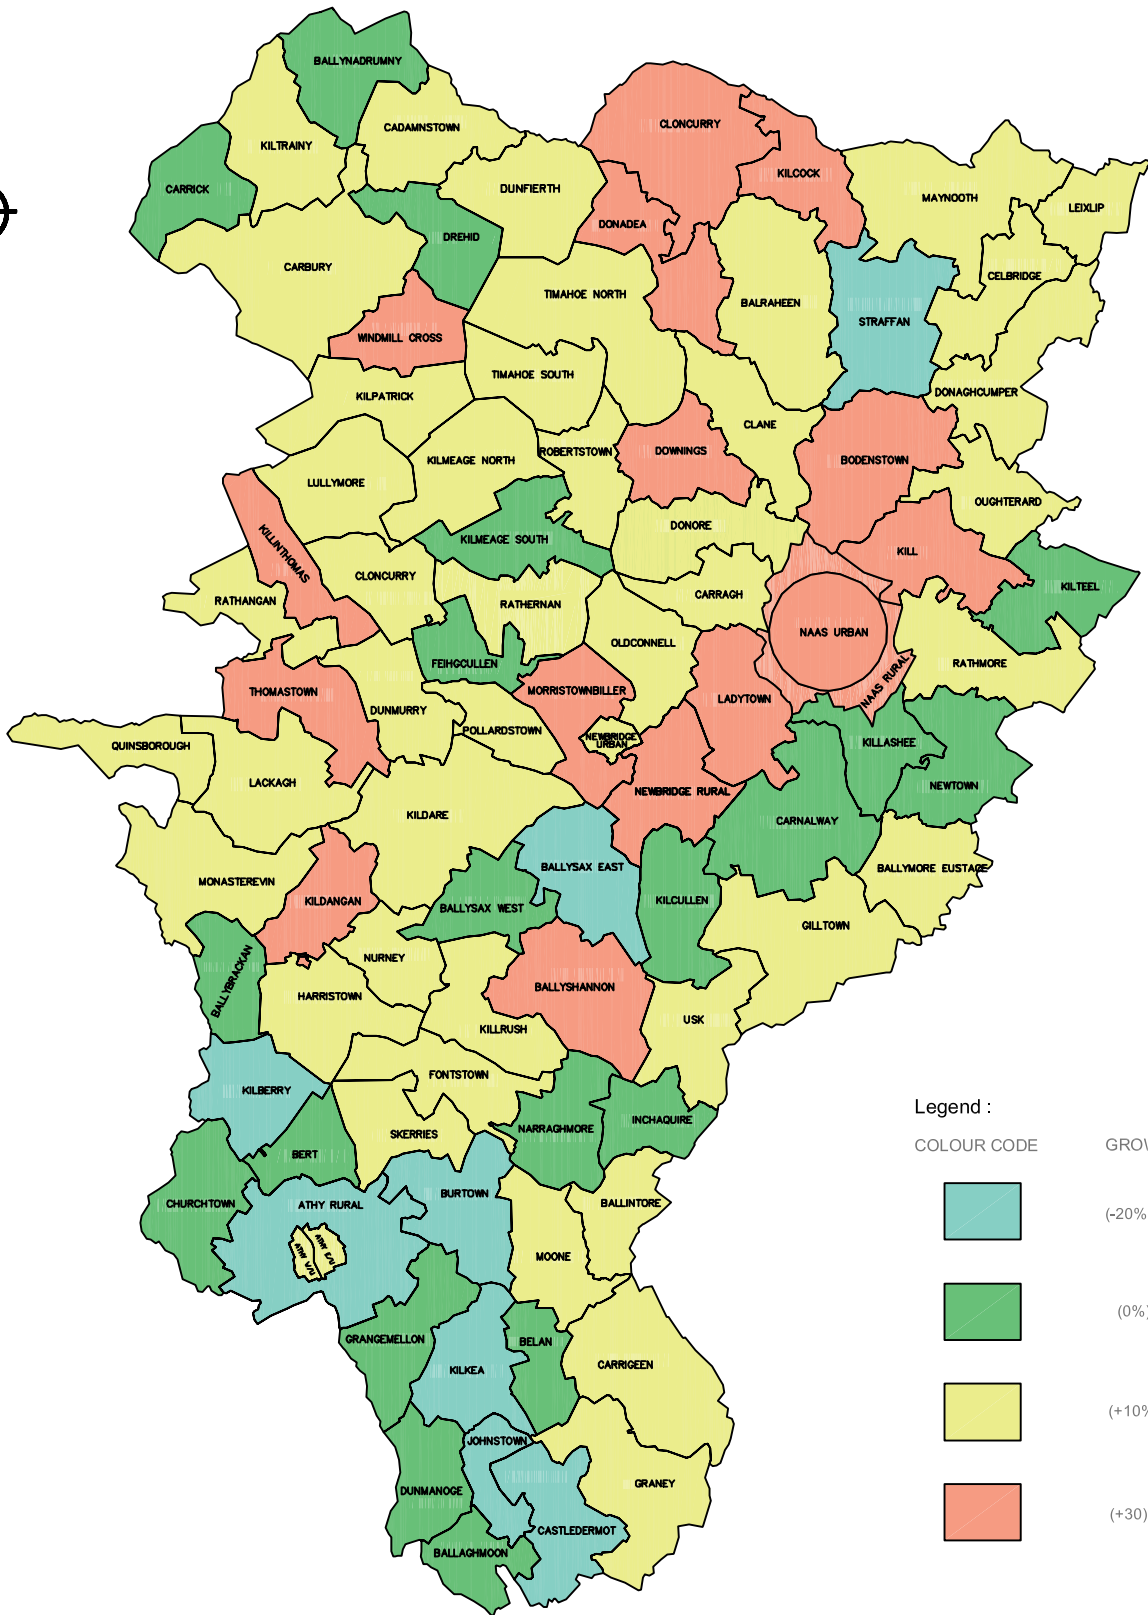 BALLYNADRUMNY
CADAMNSTOWN
CLONCURRY
KILTRAINY
KILCOCK
CARRICK
DUNFIERTH
MAYNOOTH
LEIXLIP
DONADEA
DREHID
CARBURY
CELBRIDGE
TIMAHOE NORTH
BALRAHEEN
STRAFFAN
WINDMILL CROSS
TIMAHOE SOUTH
KILPATRICK
DONAGHCUMPER
CLANE
ROBERTSTOWN
DOWNINGS
KILMEAGE NORTH
BODENSTOWN
LULLYMORE
OUGHTERARD
DONORE
KILMEAGE SOUTH
KILLINTHOMAS
KILL
CLONCURRY
KILTEEL
CARRAGH
RATHANGAN
RATHERNAN
NAAS URBAN
OLDCONNELL
FEIHGCULLEN
RATHMORE
NAAS RURAL
THOMASTOWN
MORRISTOWNBILLER
LADYTOWN
DUNMURRY
POLLARDSTOWN
NEWBRIDGE
URBAN
QUINSBOROUGH
KILLASHEE
LACKAGH
NEWTOWN
NEWBRIDGE RURAL
KILDARE
CARNALWAY
BALLYSAX EAST
BALLYMORE EUSTACE
MONASTEREVIN
KILDANGAN
KILCULLEN
BALLYSAX WEST
GILLTOWN
NURNEY
BALLYBRACKAN
BALLYSHANNON
HARRISTOWN
USK
KILLRUSH
FONTSTOWN
KILBERRY
INCHAQUIRE
NARRAGHMORE
SKERRIES
BERT
BURTOWN
CHURCHTOWN
ATHY RURAL
BALLINTORE
ATHY W/U
ATHY E/U
MOONE
GRANGEMELLON
BELAN
CARRIGEEN
KILKEA
JOHNSTOWN
GRANEY
DUNMANOGE
CASTLEDERMOT
BALLAGHMOON
Legend :
COLOUR CODE
GROW
(-20%
(0%)
(+10%
(+30)